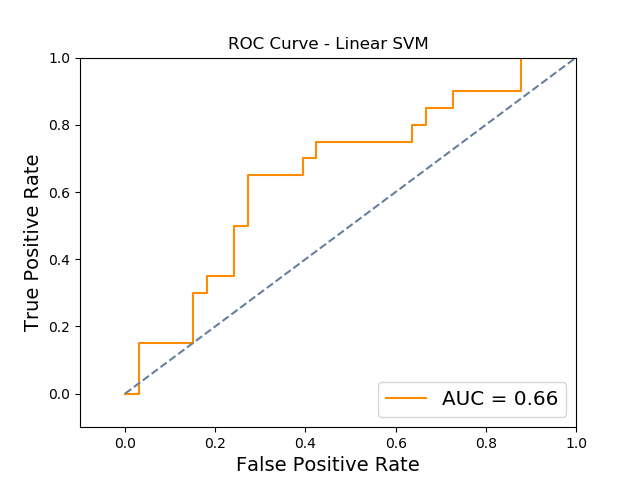 ROC Curve - Linear SVM
1.0
0.8
0.6
0.4
0.2
0.0
True Positive Rate
AUC = 0.66
0.0 0.2 0.4 0.6 0.8 1.0
False Positive Rate